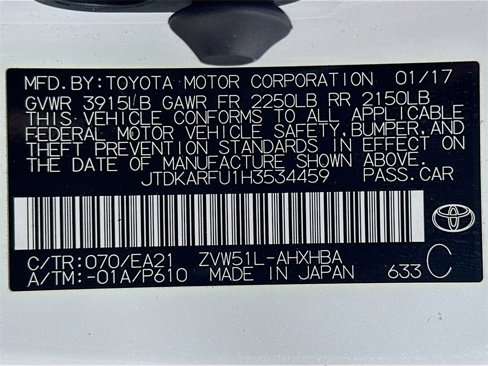 MFD.BY:TOYOTA MOTOR CORPORATION 01/17
GVWR 3915LB GAWR FR 2250LB RR 2150LB
THIS VEHICLE CONFORMS TO ALL APPLICABLE
FEDERAL MOTOR VEHICLE SAFETY, BUMPER, AND
THEFT PREVENTION STANDARDS IN EFFECT ON
THE DATE OF MANUFACTURE SHOWN ABOVE.
JTDKARFU1H3534459 PASS.CAR
C/TR:070/EA21 ZVW51L-AHXHBA
A/TM:-01A/P610 MADE IN JAPAN 633 C